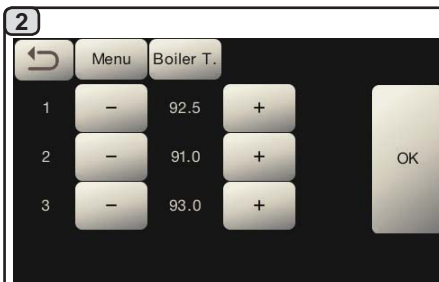 2
Menu Boiler T.
1 – 92.5 +
2 – 91.0 + OK
3 – 93.0 +